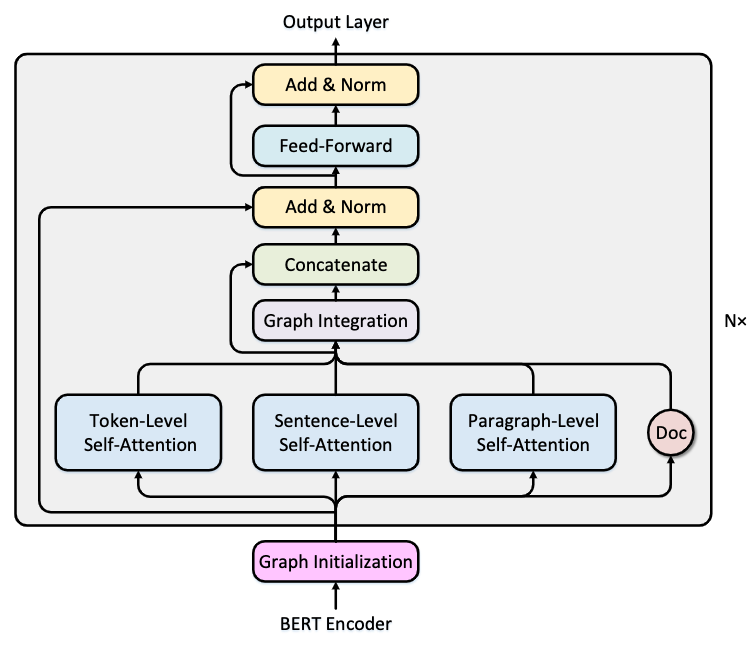 Output Layer
Add & Norm
Feed-Forward
Add & Norm
Concatenate
Graph Integration
N×
Token-Level
Self-Attention
Sentence-Level
Self-Attention
Paragraph-Level
Self-Attention
Doc
Graph Initialization
BERT Encoder